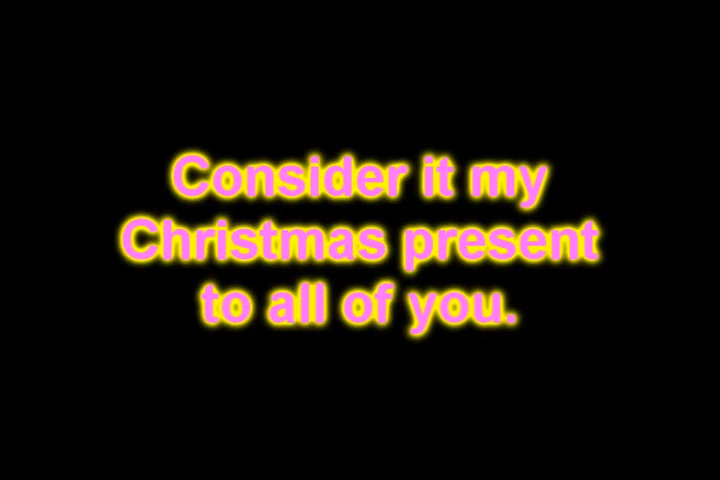 Consider it my
Christmas present
to all of you.